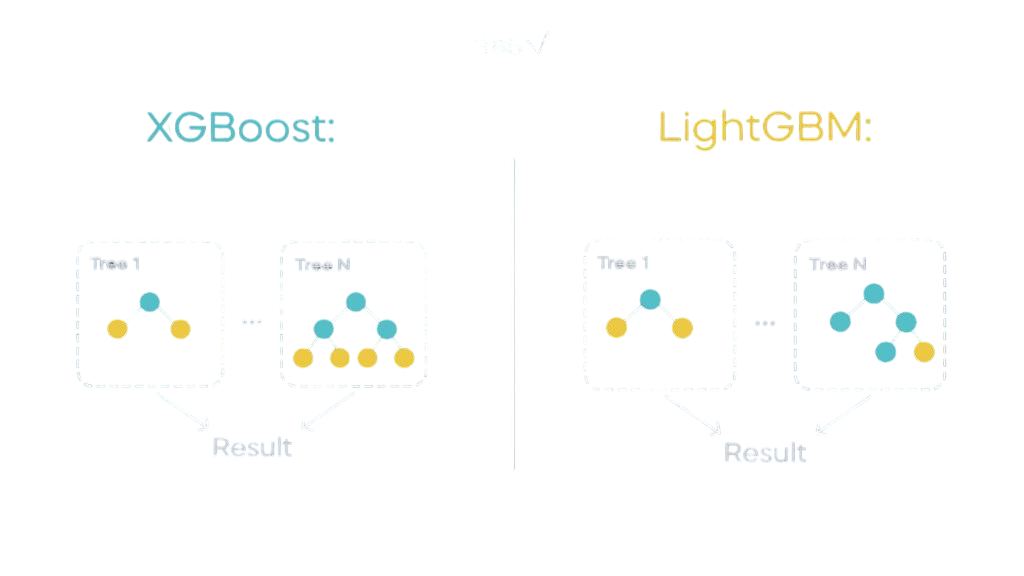 XGBoost:
LightGBM:
Tree 1
...
Tree N
Tree 1
...
Tree N
Result
Result